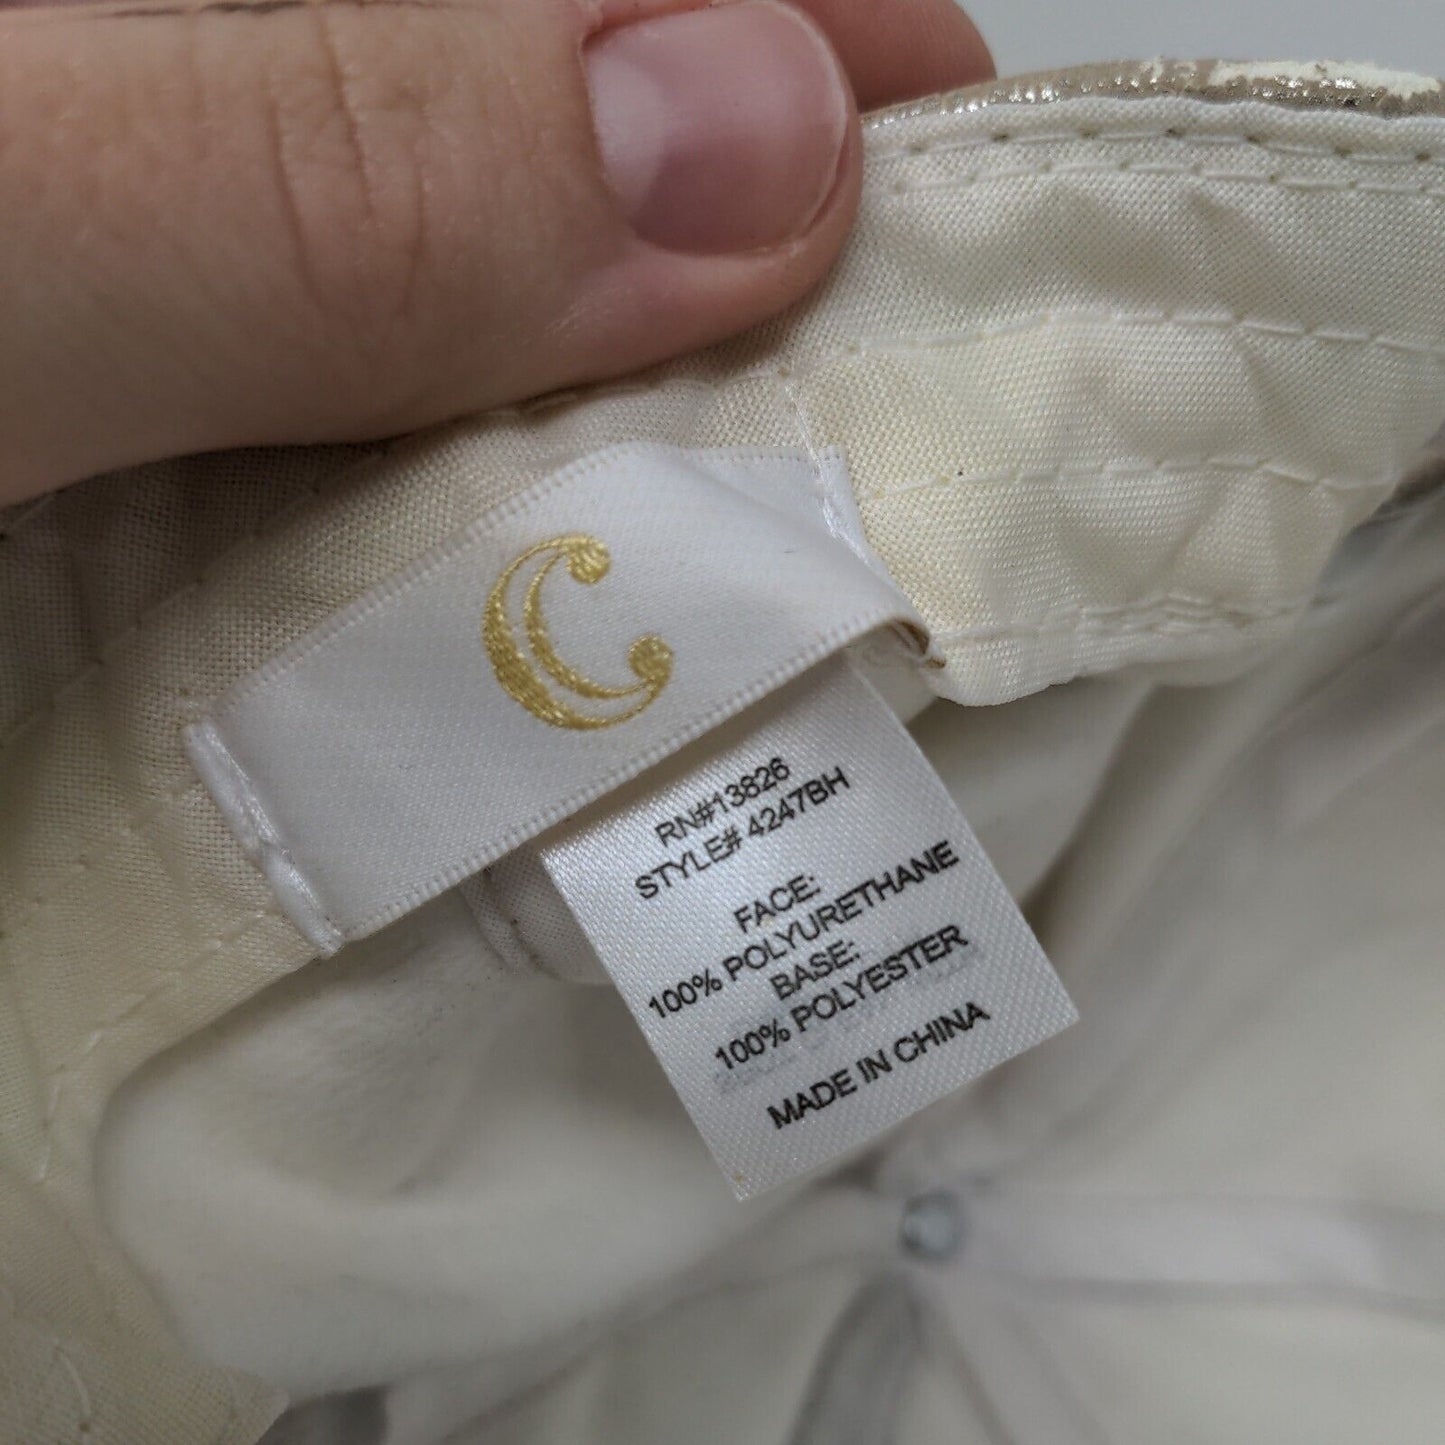 C
RN#13826
STYLE# 4247BH
FACE:
100% POLYURETHANE
BASE:
100% POLYESTER
MADE IN CHINA